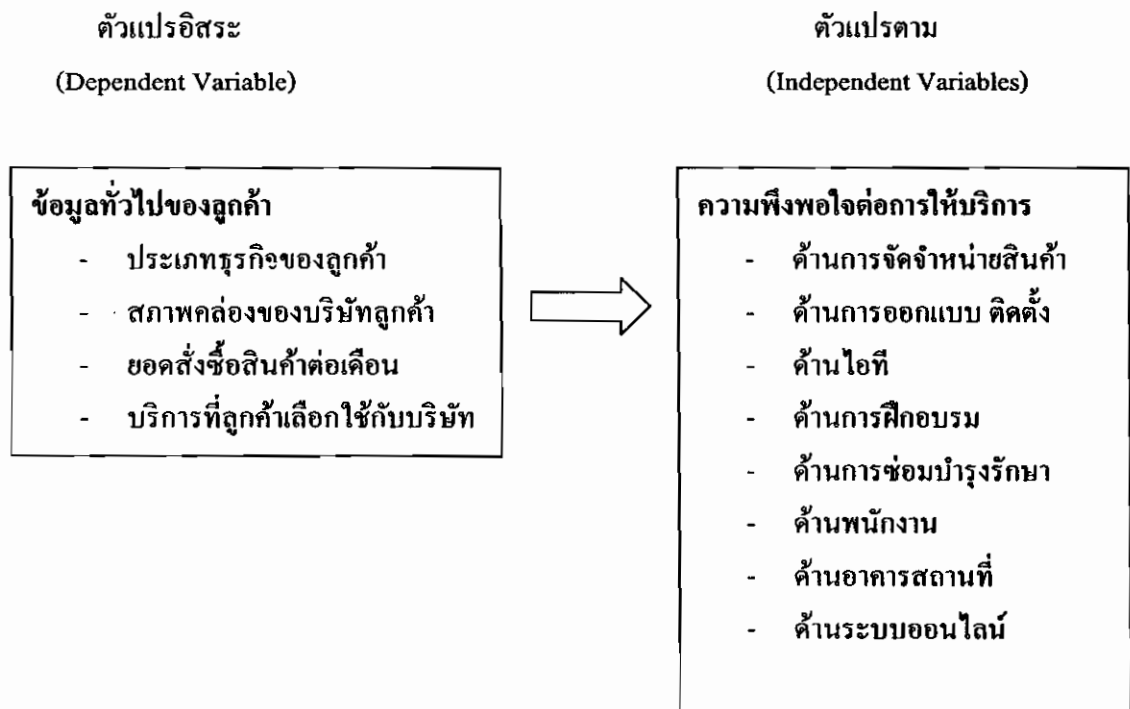 ตัวแปรอิสระ
(Dependent Variable)
ตัวแปรตาม
(Independent Variables)
ข้อมูลทั่วไปของลูกค้า
- ประเภทธุรกิจของลูกค้า
- สภาพคล่องของบริษัทลูกค้า
- ยอดสั่งซื้อสินค้าต่อเดือน
- บริการที่ลูกค้าเลือกใช้กับบริษัท
ความพึงพอใจต่อการให้บริการ
- ด้านการจัดจำหน่ายสินค้า
- ด้านการออกแบบ ติดตั้ง
- ด้านไอที
- ด้านการฝึกอบรม
- ด้านการซ่อมบำรุงรักษา
- ด้านพนักงาน
- ด้านอาคารสถานที่
- ด้านระบบออนไลน์